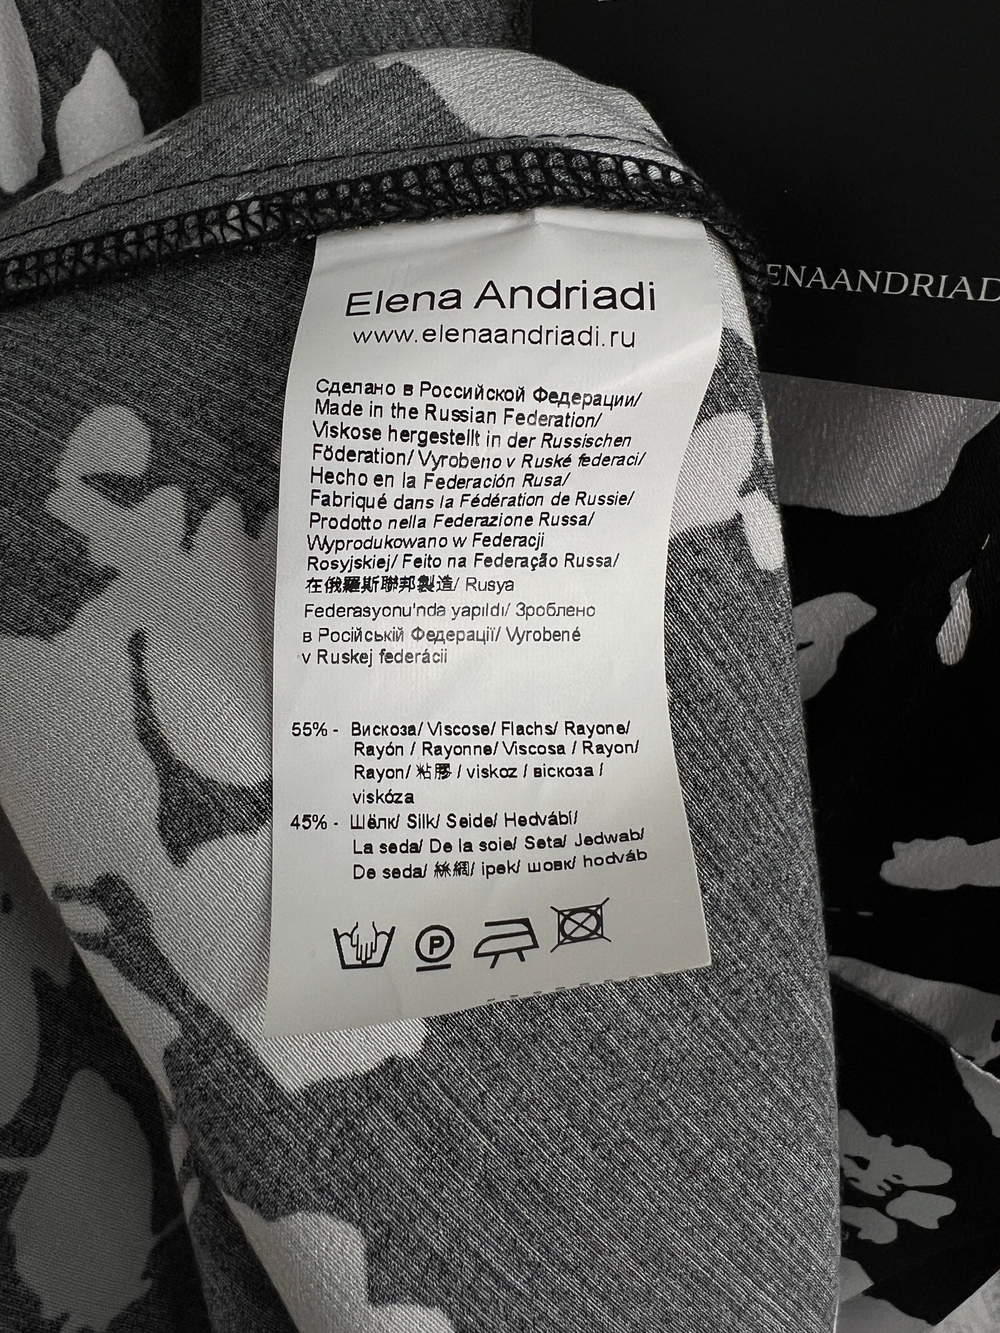 Elena Andriadi
www.elenaandriadi.ru
ENAANDRIAD
Сделано в Российской Федерации/
Made in the Russian Federation/
Viskose hergestellt in der Russischen
Föderation/ Vyrobeno v Ruské federaci/
Hecho en la Federación Rusa/
Fabriqué dans la Fédération de Russie/
Prodotto nella Federazione Russa/
Wyprodukowano w Federacji
Rosyjskiej/ Feito na Federação Russa/
在俄羅斯聯邦製造/ Rusya
Federasyonu'nda yapıldı/ Зроблено
в Російській Федерації/ Vyrobené
v Ruskej federácii
55% - Вискоза/ Viscose/ Flachs/ Rayone/
Rayón / Rayonne/ Viscosa / Rayon/
Rayon/ 粘膠 / viskoz / віскоза /
viskóza
45% - Шёлк/ Silk/ Seide/ Hedvábí/
La seda/ De la soie/ Seta/ Jedwab/
De seda/ 絲綢/ ipek/ шовк/ hodváb
P